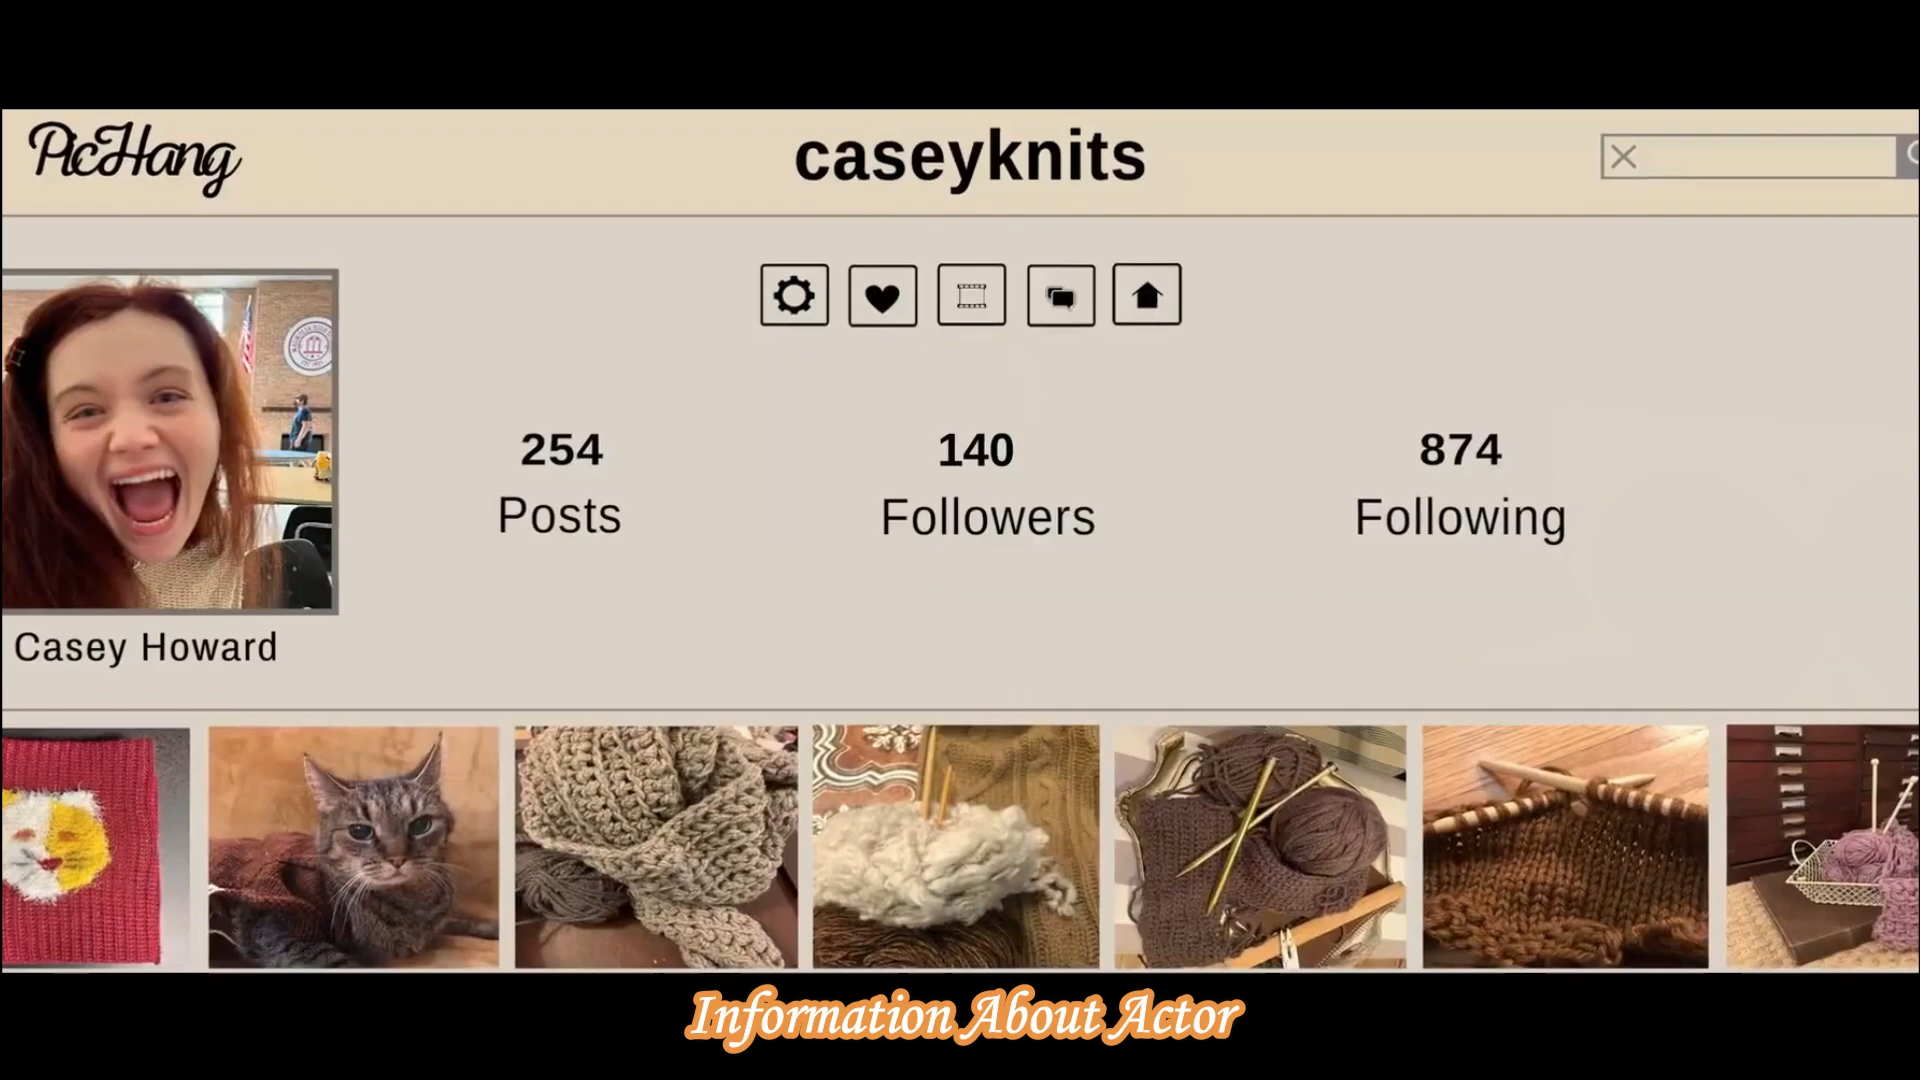 PicHang
caseyknits
254
140
874
Posts
Followers
Following
Casey Howard
Information About Actor